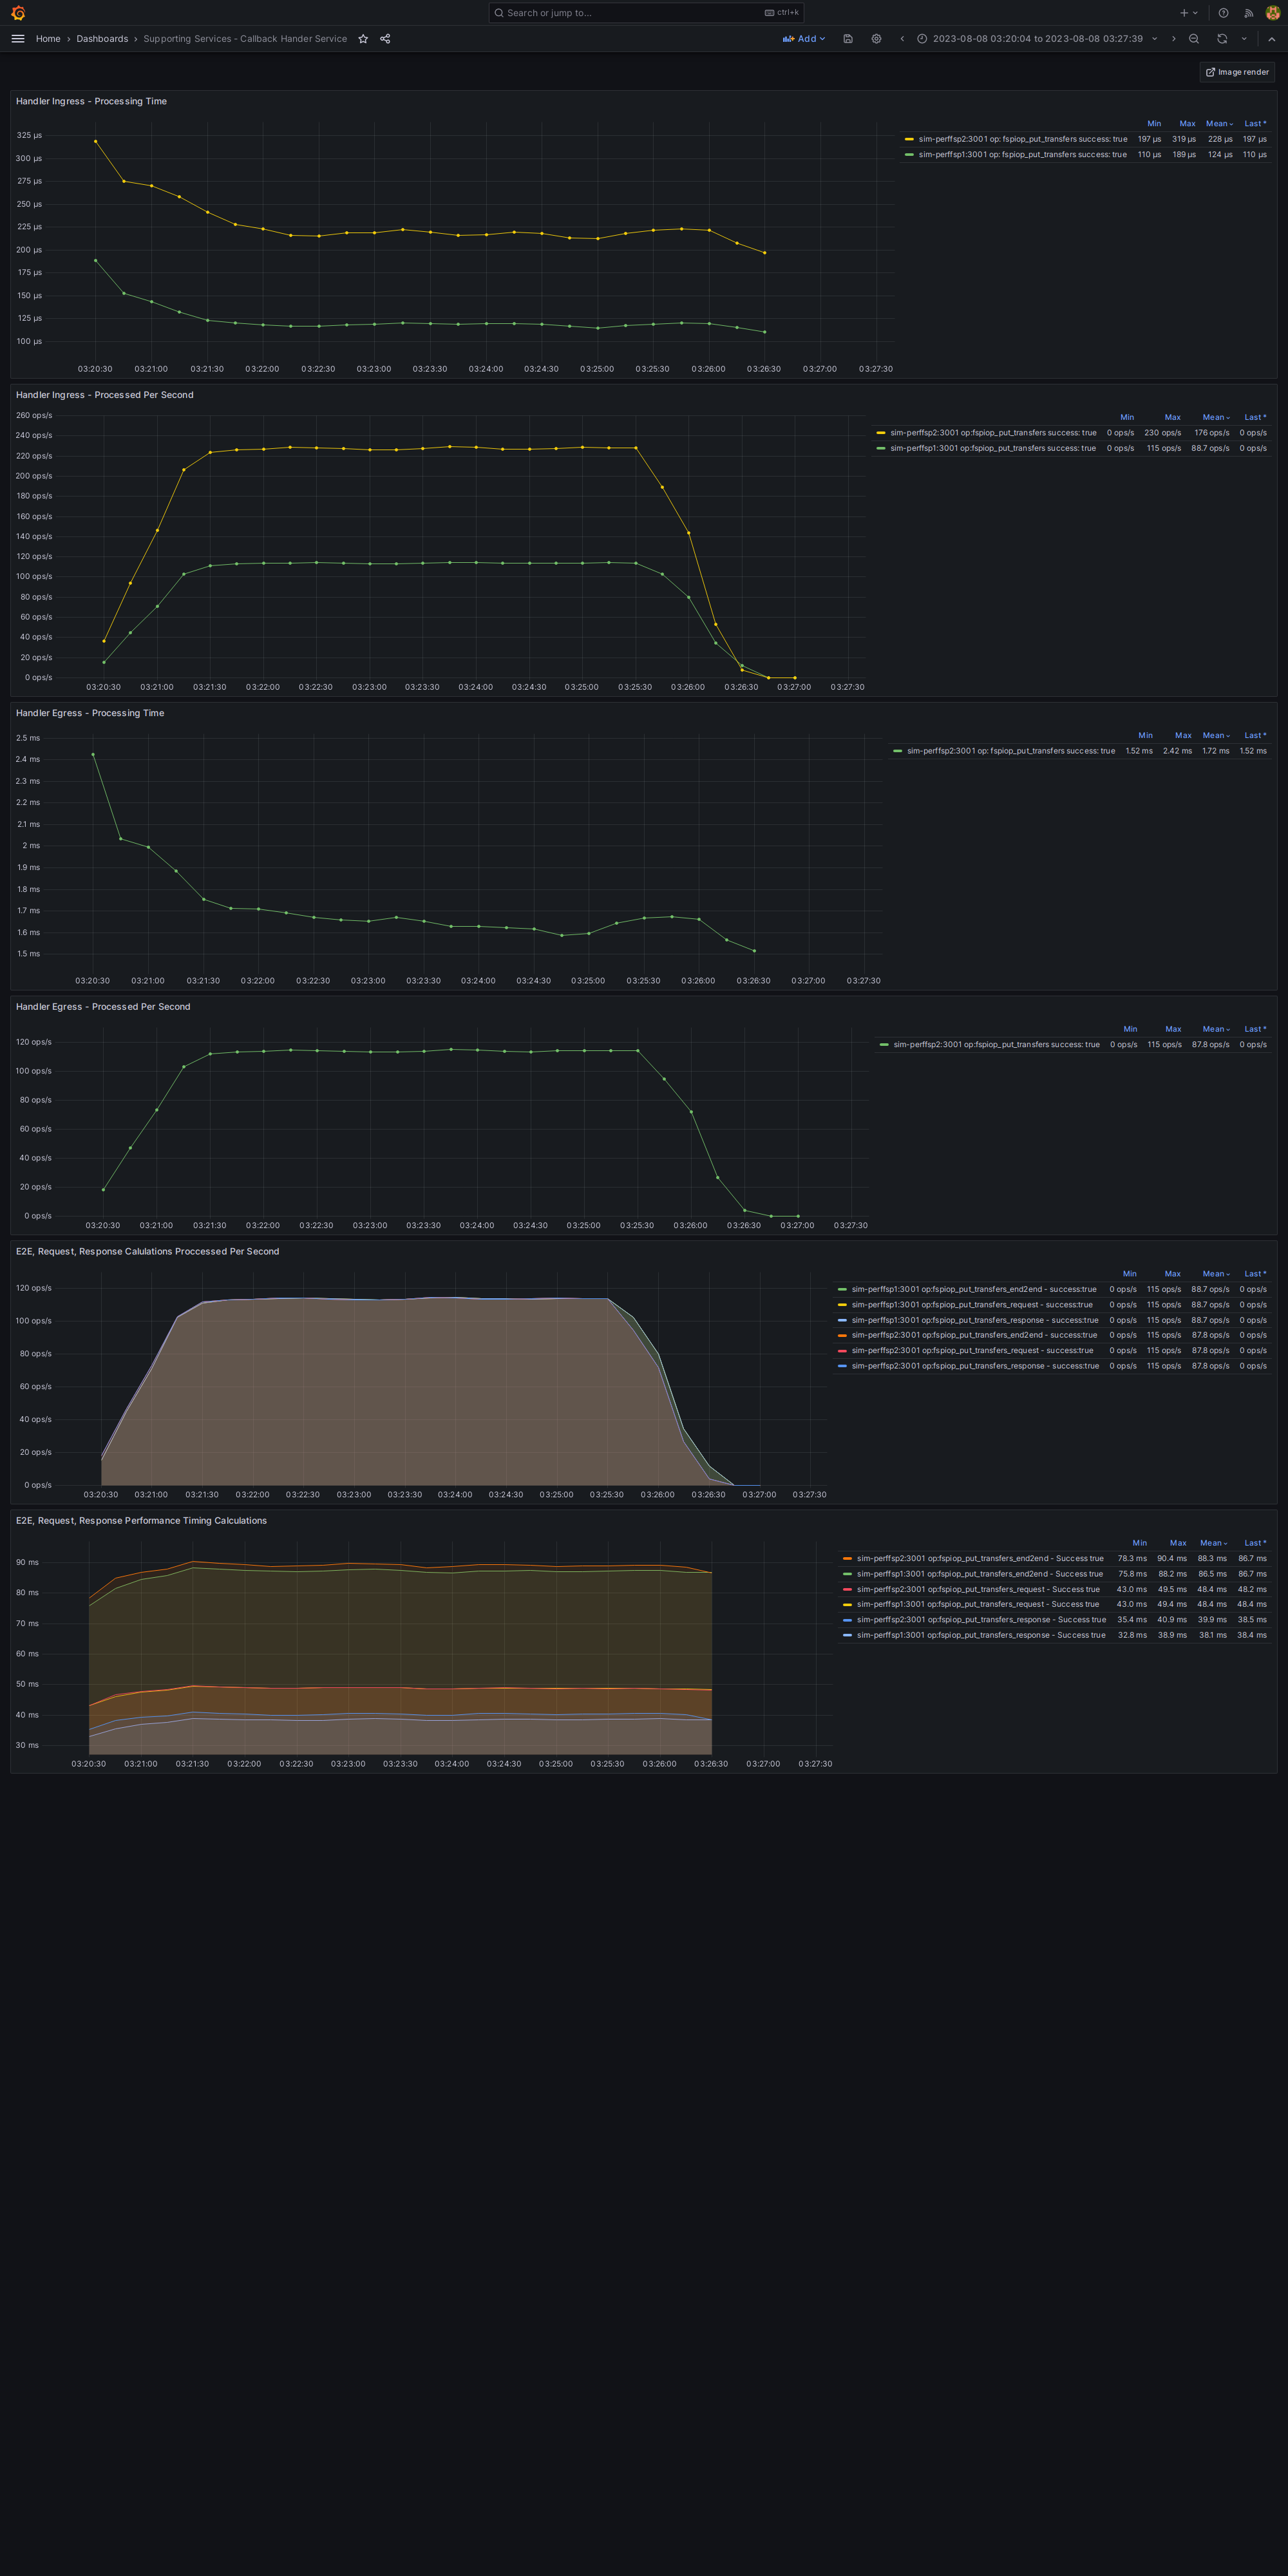 Search or jump to... ctrl+k
Home › Dashboards › Supporting Services - Callback Hander Service Add 2023-08-08 03:20:04 to 2023-08-08 03:27:39
Image render
Handler Ingress - Processing Time
Min Max Mean Last *
sim-perffsp2:3001 op: fspiop_put_transfers success: true 197 µs 319 µs 228 µs 197 µs
sim-perffsp1:3001 op: fspiop_put_transfers success: true 110 µs 189 µs 124 µs 110 µs
325 µs
300 µs
275 µs
250 µs
225 µs
200 µs
175 µs
150 µs
125 µs
100 µs
03:20:30 03:21:00 03:21:30 03:22:00 03:22:30 03:23:00 03:23:30 03:24:00 03:24:30 03:25:00 03:25:30 03:26:00 03:26:30 03:27:00 03:27:30
Handler Ingress - Processed Per Second
Min Max Mean Last *
sim-perffsp2:3001 op:fspiop_put_transfers success: true 0 ops/s 230 ops/s 176 ops/s 0 ops/s
sim-perffsp1:3001 op:fspiop_put_transfers success: true 0 ops/s 115 ops/s 88.7 ops/s 0 ops/s
260 ops/s
240 ops/s
220 ops/s
200 ops/s
180 ops/s
160 ops/s
140 ops/s
120 ops/s
100 ops/s
80 ops/s
60 ops/s
40 ops/s
20 ops/s
0 ops/s
03:20:30 03:21:00 03:21:30 03:22:00 03:22:30 03:23:00 03:23:30 03:24:00 03:24:30 03:25:00 03:25:30 03:26:00 03:26:30 03:27:00 03:27:30
Handler Egress - Processing Time
Min Max Mean Last *
sim-perffsp2:3001 op: fspiop_put_transfers success: true 1.52 ms 2.42 ms 1.72 ms 1.52 ms
2.5 ms
2.4 ms
2.3 ms
2.2 ms
2.1 ms
2 ms
1.9 ms
1.8 ms
1.7 ms
1.6 ms
1.5 ms
03:20:30 03:21:00 03:21:30 03:22:00 03:22:30 03:23:00 03:23:30 03:24:00 03:24:30 03:25:00 03:25:30 03:26:00 03:26:30 03:27:00 03:27:30
Handler Egress - Processed Per Second
Min Max Mean Last *
sim-perffsp2:3001 op:fspiop_put_transfers success: true 0 ops/s 115 ops/s 87.8 ops/s 0 ops/s
120 ops/s
100 ops/s
80 ops/s
60 ops/s
40 ops/s
20 ops/s
0 ops/s
03:20:30 03:21:00 03:21:30 03:22:00 03:22:30 03:23:00 03:23:30 03:24:00 03:24:30 03:25:00 03:25:30 03:26:00 03:26:30 03:27:00 03:27:30
E2E, Request, Response Calulations Proccessed Per Second
Min Max Mean Last *
sim-perffsp1:3001 op:fspiop_put_transfers_end2end - success:true 0 ops/s 115 ops/s 88.7 ops/s 0 ops/s
sim-perffsp1:3001 op:fspiop_put_transfers_request - success:true 0 ops/s 115 ops/s 88.7 ops/s 0 ops/s
sim-perffsp1:3001 op:fspiop_put_transfers_response - success:true 0 ops/s 115 ops/s 88.7 ops/s 0 ops/s
sim-perffsp2:3001 op:fspiop_put_transfers_end2end - success:true 0 ops/s 115 ops/s 87.8 ops/s 0 ops/s
sim-perffsp2:3001 op:fspiop_put_transfers_request - success:true 0 ops/s 115 ops/s 87.8 ops/s 0 ops/s
sim-perffsp2:3001 op:fspiop_put_transfers_response - success:true 0 ops/s 115 ops/s 87.8 ops/s 0 ops/s
120 ops/s
100 ops/s
80 ops/s
60 ops/s
40 ops/s
20 ops/s
0 ops/s
03:20:30 03:21:00 03:21:30 03:22:00 03:22:30 03:23:00 03:23:30 03:24:00 03:24:30 03:25:00 03:25:30 03:26:00 03:26:30 03:27:00 03:27:30
E2E, Request, Response Performance Timing Calculations
Min Max Mean Last *
sim-perffsp2:3001 op:fspiop_put_transfers_end2end - Success true 78.3 ms 90.4 ms 88.3 ms 86.7 ms
sim-perffsp1:3001 op:fspiop_put_transfers_end2end - Success true 75.8 ms 88.2 ms 86.5 ms 86.7 ms
sim-perffsp2:3001 op:fspiop_put_transfers_request - Success true 43.0 ms 49.5 ms 48.4 ms 48.2 ms
sim-perffsp1:3001 op:fspiop_put_transfers_request - Success true 43.0 ms 49.4 ms 48.4 ms 48.4 ms
sim-perffsp2:3001 op:fspiop_put_transfers_response - Success true 35.4 ms 40.9 ms 39.9 ms 38.5 ms
sim-perffsp1:3001 op:fspiop_put_transfers_response - Success true 32.8 ms 38.9 ms 38.1 ms 38.4 ms
90 ms
80 ms
70 ms
60 ms
50 ms
40 ms
30 ms
03:20:30 03:21:00 03:21:30 03:22:00 03:22:30 03:23:00 03:23:30 03:24:00 03:24:30 03:25:00 03:25:30 03:26:00 03:26:30 03:27:00 03:27:30